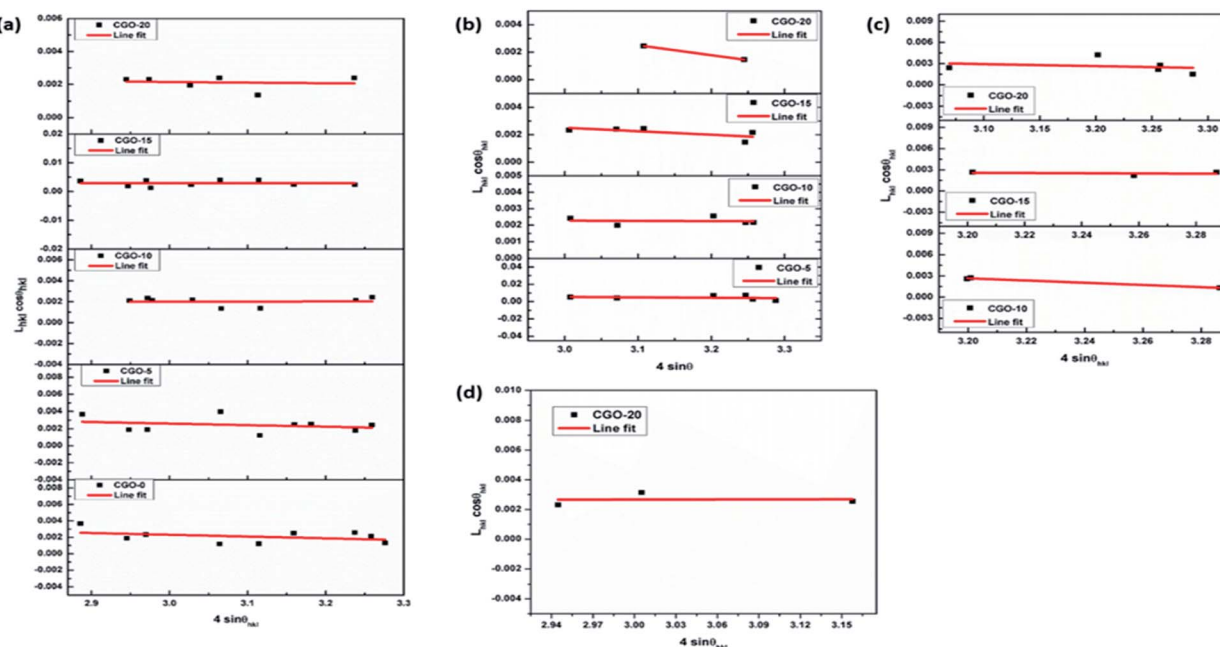 (a)
CGO-20
Line fit
0.006
0.004
0.002
0.000
0.02
CGO-15
Line fit
0.01
0.00
-0.01
-0.02
CGO-10
Line fit
0.006
0.004
0.002
0.000
-0.002
-0.004
CGO-5
Line fit
0.008
0.006
0.004
0.002
0.000
-0.002
-0.004
CGO-0
Line fit
0.008
0.006
0.004
0.002
0.000
-0.002
-0.004
2.9 3.0 3.1 3.2 3.3
4 sinθhkl
Lhkl cosθhkl
(b)
CGO-20
Line fit
0.004
0.002
0.000
CGO-15
Line fit
0.004
0.002
0.000
CGO-10
Line fit
0.005
0.004
0.003
0.002
0.001
0.000
CGO-5
Line fit
0.04
0.02
0.00
-0.02
-0.04
3.0 3.1 3.2 3.3
4 sinθ
Lhkl cosθhkl
(c)
0.009
0.006
0.003
0.000
-0.003
CGO-20
Line fit
3.10 3.15 3.20 3.25 3.30
0.009
0.006
0.003
0.000
-0.003
CGO-15
Line fit
3.20 3.22 3.24 3.26 3.28
0.009
0.006
0.003
0.000
-0.003
CGO-10
Line fit
3.20 3.22 3.24 3.26 3.28
4 sinθhkl
Lhkl cosθhkl
(d)
CGO-20
Line fit
0.010
0.008
0.006
0.004
0.002
0.000
-0.002
-0.004
2.94 2.97 3.00 3.03 3.06 3.09 3.12 3.15
4 sinθhkl
Lhkl cosθhkl